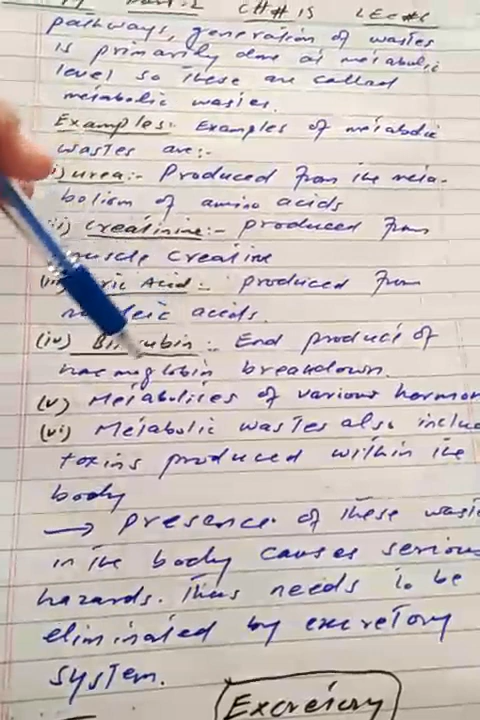 Part-2 CH#15 LEC#6
pathways, generation of wastes
is primarily done at metabolic
level so these are called
metabolic wastes.
Examples:- Examples of metabolic
wastes are:-
i) urea:- Produced from the meta-
bolism of amino acids
ii) Creatinine:- produced from
muscle Creatine
Uric Acid:- produced from
acids.
(iv) Bilirubin:- End product of
haemoglobin breakdown.
(v) Metabolites of various hormon
(vi) Metabolic wastes also includ
toxins produced within the
body
→ presence of these waste
in the body causes serious
hazards. Thus needs to be
eliminated by excretory
system.
Excretory